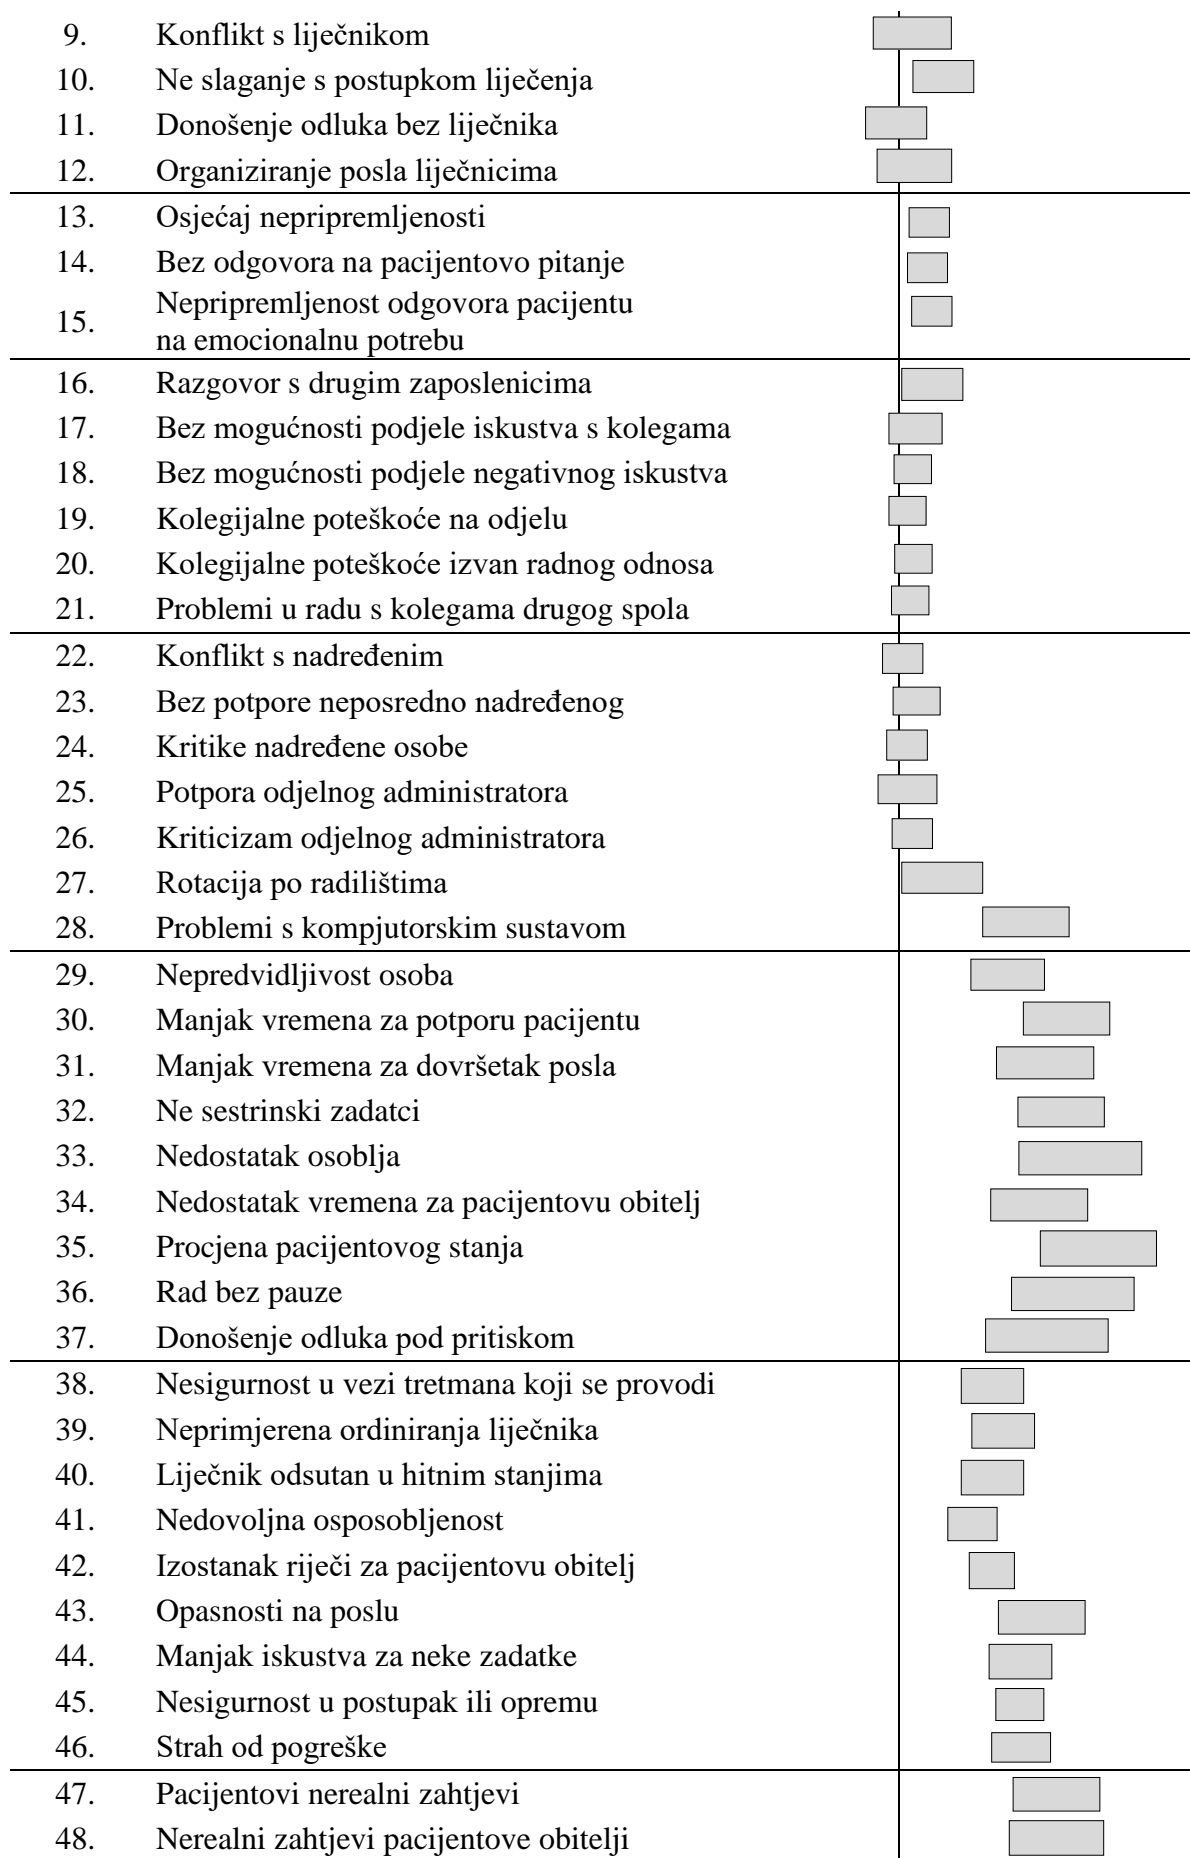 9. Konflikt s liječnikom
10. Ne slaganje s postupkom liječenja
11. Donošenje odluka bez liječnika
12. Organiziranje posla liječnicima
13. Osjećaj nepripremljenosti
14. Bez odgovora na pacijentovo pitanje
15. Nepripremljenost odgovora pacijentu
na emocionalnu potrebu
16. Razgovor s drugim zaposlenicima
17. Bez mogućnosti podjele iskustva s kolegama
18. Bez mogućnosti podjele negativnog iskustva
19. Kolegijalne poteškoće na odjelu
20. Kolegijalne poteškoće izvan radnog odnosa
21. Problemi u radu s kolegama drugog spola
22. Konflikt s nadređenim
23. Bez potpore neposredno nadređenog
24. Kritike nadređene osobe
25. Potpora odjelnog administratora
26. Kriticizam odjelnog administratora
27. Rotacija po radilištima
28. Problemi s kompjutorskim sustavom
29. Nepredvidljivost osoba
30. Manjak vremena za potporu pacijentu
31. Manjak vremena za dovršetak posla
32. Ne sestrinski zadatci
33. Nedostatak osoblja
34. Nedostatak vremena za pacijentovu obitelj
35. Procjena pacijentovog stanja
36. Rad bez pauze
37. Donošenje odluka pod pritiskom
38. Nesigurnost u vezi tretmana koji se provodi
39. Neprimjerena ordiniranja liječnika
40. Liječnik odsutan u hitnim stanjima
41. Nedovoljna osposobljenost
42. Izostanak riječi za pacijentovu obitelj
43. Opasnosti na poslu
44. Manjak iskustva za neke zadatke
45. Nesigurnost u postupak ili opremu
46. Strah od pogreške
47. Pacijentovi nerealni zahtjevi
48. Nerealni zahtjevi pacijentove obitelji